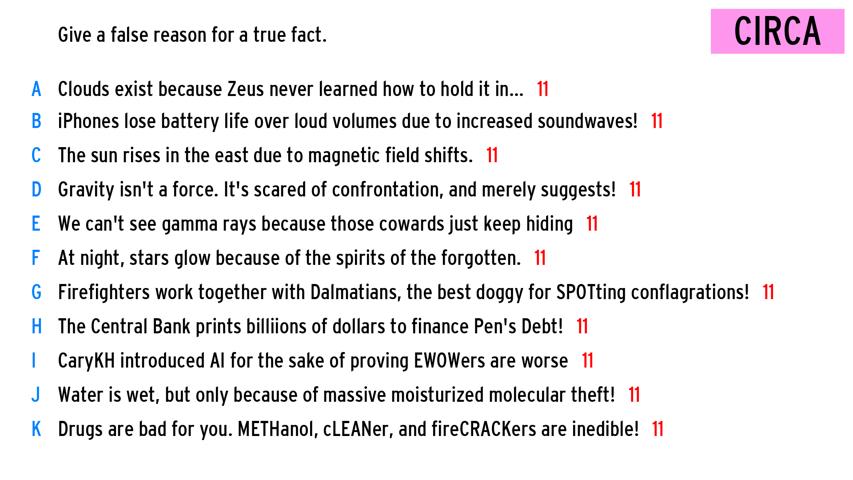 CIRCA
Give a false reason for a true fact.
A Clouds exist because Zeus never learned how to hold it in... 11
B iPhones lose battery life over loud volumes due to increased soundwaves! 11
C The sun rises in the east due to magnetic field shifts. 11
D Gravity isn't a force. It's scared of confrontation, and merely suggests! 11
E We can't see gamma rays because those cowards just keep hiding 11
F At night, stars glow because of the spirits of the forgotten. 11
G Firefighters work together with Dalmatians, the best doggy for SPOTting conflagrations! 11
H The Central Bank prints billiions of dollars to finance Pen's Debt! 11
I CaryKH introduced AI for the sake of proving EWOWers are worse 11
J Water is wet, but only because of massive moisturized molecular theft! 11
K Drugs are bad for you. METHanol, cLEANer, and fireCRACKers are inedible! 11